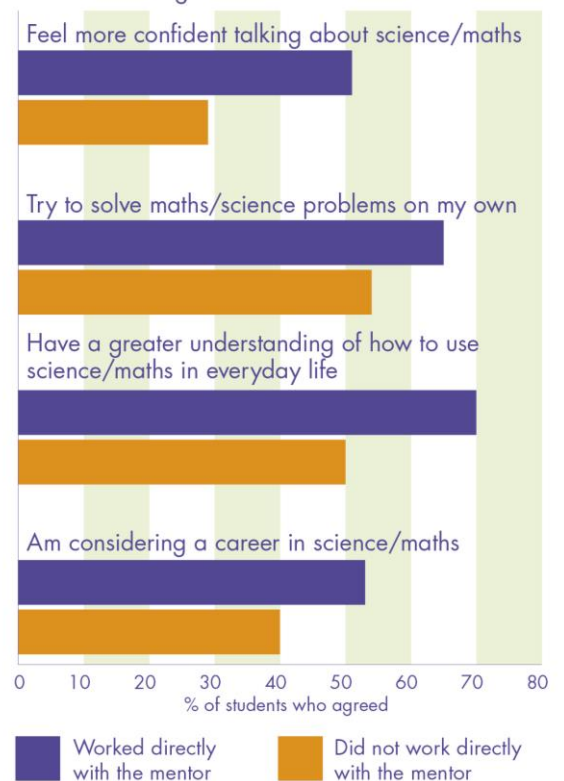 Feel more confident talking about science/maths
Try to solve maths/science problems on my own
Have a greater understanding of how to use
science/maths in everyday life
Am considering a career in science/maths
0 10 20 30 40 50 60 70 80
% of students who agreed
Worked directly
with the mentor
Did not work directly
with the mentor